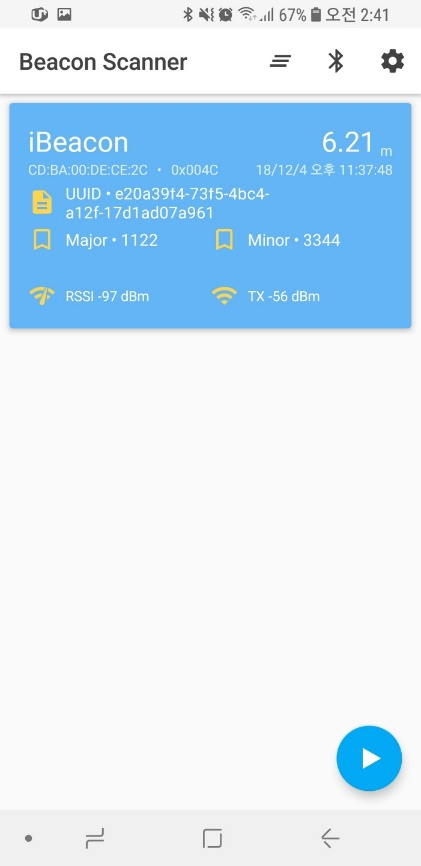 67% 오전 2:41
Beacon Scanner
iBeacon 6.21 m
CD:BA:00:DE:CE:2C • 0x004C 18/12/4 오후 11:37:48
UUID • e20a39f4-73f5-4bc4-
a12f-17d1ad07a961
Major • 1122 Minor • 3344
RSSI -97 dBm TX -56 dBm